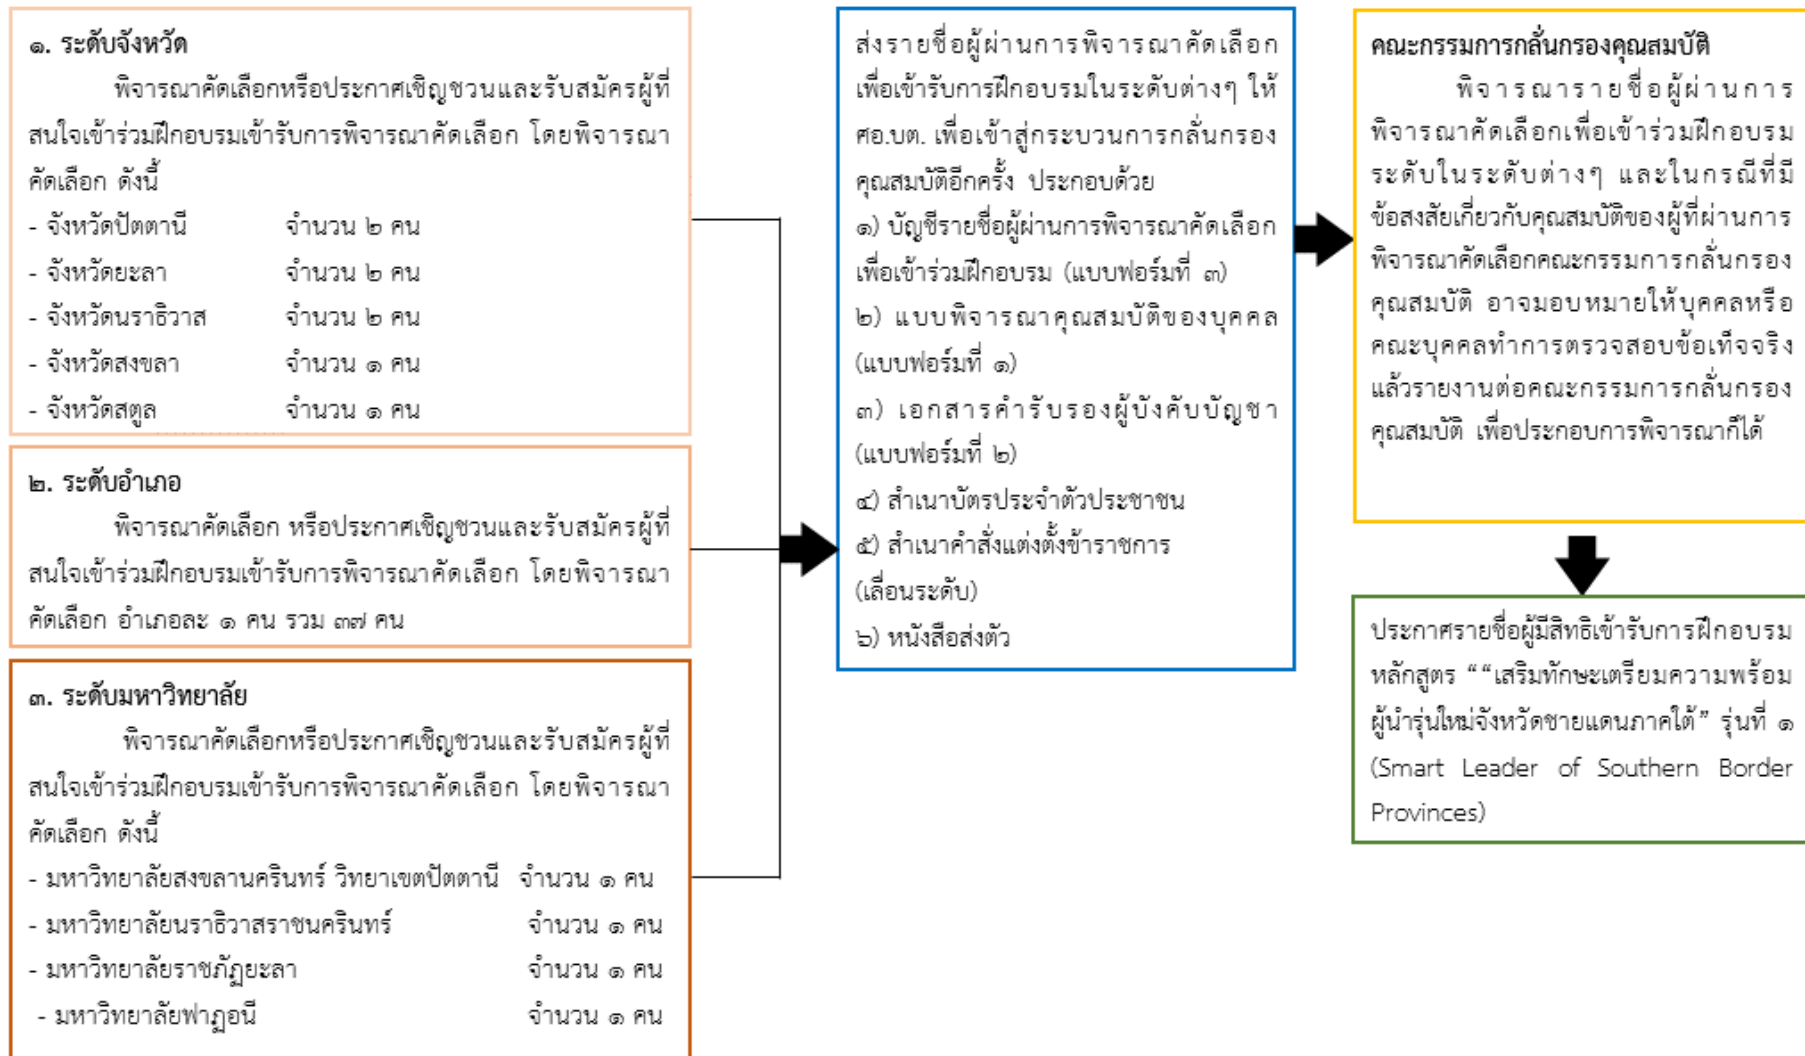 ๑. ระดับจังหวัด
พิจารณาคัดเลือกหรือประกาศเชิญชวนและรับสมัครผู้ที่
สนใจเข้าร่วมฝึกอบรมเข้ารับการพิจารณาคัดเลือก โดยพิจารณา
คัดเลือก ดังนี้
- จังหวัดปัตตานี จำนวน ๒ คน
- จังหวัดยะลา จำนวน ๒ คน
- จังหวัดนราธิวาส จำนวน ๒ คน
- จังหวัดสงขลา จำนวน ๑ คน
- จังหวัดสตูล จำนวน ๑ คน
๒. ระดับอำเภอ
พิจารณาคัดเลือก หรือประกาศเชิญชวนและรับสมัครผู้ที่
สนใจเข้าร่วมฝึกอบรมเข้ารับการพิจารณาคัดเลือก โดยพิจารณา
คัดเลือก อำเภอละ ๑ คน รวม ๓๗ คน
๓. ระดับมหาวิทยาลัย
พิจารณาคัดเลือกหรือประกาศเชิญชวนและรับสมัครผู้ที่
สนใจเข้าร่วมฝึกอบรมเข้ารับการพิจารณาคัดเลือก โดยพิจารณา
คัดเลือก ดังนี้
- มหาวิทยาลัยสงขลานครินทร์ วิทยาเขตปัตตานี จำนวน ๑ คน
- มหาวิทยาลัยนราธิวาสราชนครินทร์ จำนวน ๑ คน
- มหาวิทยาลัยราชภัฏยะลา จำนวน ๑ คน
- มหาวิทยาลัยฟาฏอนี จำนวน ๑ คน
ส่งรายชื่อผู้ผ่านการพิจารณาคัดเลือก
เพื่อเข้ารับการฝึกอบรมในระดับต่างๆ ให้
ศอ.บต. เพื่อเข้าสู่กระบวนการกลั่นกรอง
คุณสมบัติอีกครั้ง ประกอบด้วย
๑) บัญชีรายชื่อผู้ผ่านการพิจารณาคัดเลือก
เพื่อเข้าร่วมฝึกอบรม (แบบฟอร์มที่ ๓)
๒) แบบพิจารณาคุณสมบัติของบุคคล
(แบบฟอร์มที่ ๑)
๓) เอกสารคำรับรองผู้บังคับบัญชา
(แบบฟอร์มที่ ๒)
๔) สำเนาบัตรประจำตัวประชาชน
๕) สำเนาคำสั่งแต่งตั้งข้าราชการ
(เลื่อนระดับ)
๖) หนังสือส่งตัว
คณะกรรมการกลั่นกรองคุณสมบัติ
พิจารณารายชื่อผู้ผ่านการ
พิจารณาคัดเลือกเพื่อเข้าร่วมฝึกอบรม
ระดับในระดับต่างๆ และในกรณีที่มี
ข้อสงสัยเกี่ยวกับคุณสมบัติของผู้ที่ผ่านการ
พิจารณาคัดเลือกคณะกรรมการกลั่นกรอง
คุณสมบัติ อาจมอบหมายให้บุคคลหรือ
คณะบุคคลทำการตรวจสอบข้อเท็จจริง
แล้วรายงานต่อคณะกรรมการกลั่นกรอง
คุณสมบัติ เพื่อประกอบการพิจารณาก็ได้
ประกาศรายชื่อผู้มีสิทธิเข้ารับการฝึกอบรม
หลักสูตร ““เสริมทักษะเตรียมความพร้อม
ผู้นำรุ่นใหม่จังหวัดชายแดนภาคใต้” รุ่นที่ ๑
(Smart Leader of Southern Border
Provinces)